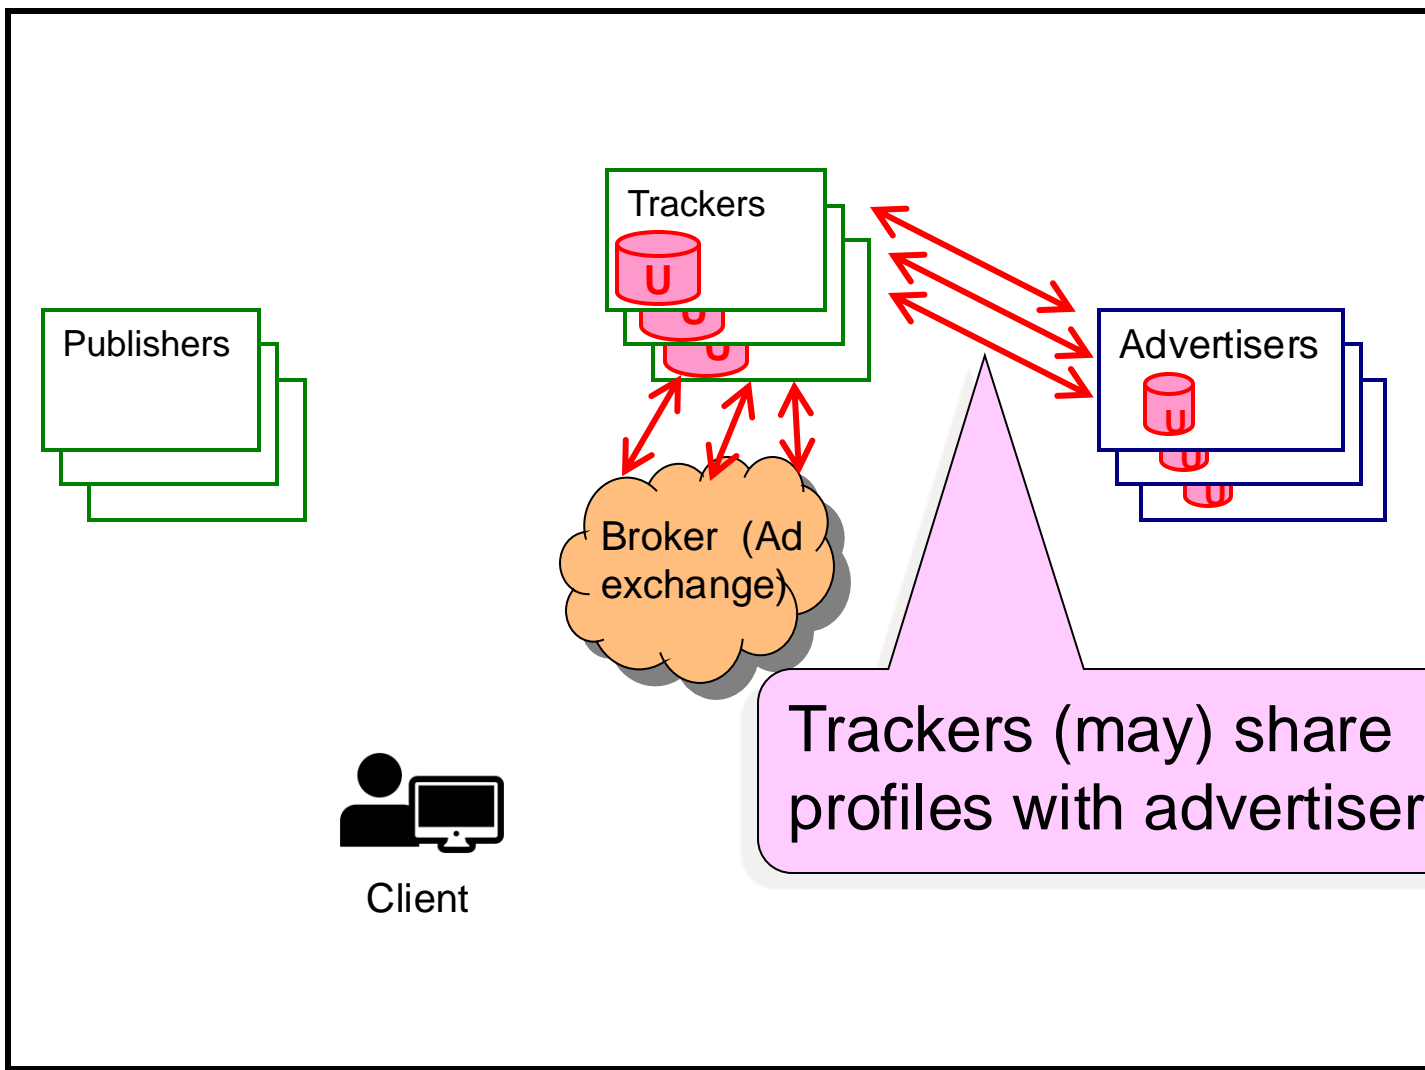 Trackers
U
U
U
Publishers
Advertisers
U
U
U
Broker (Ad
exchange)
Trackers (may) share
profiles with advertiser
Client